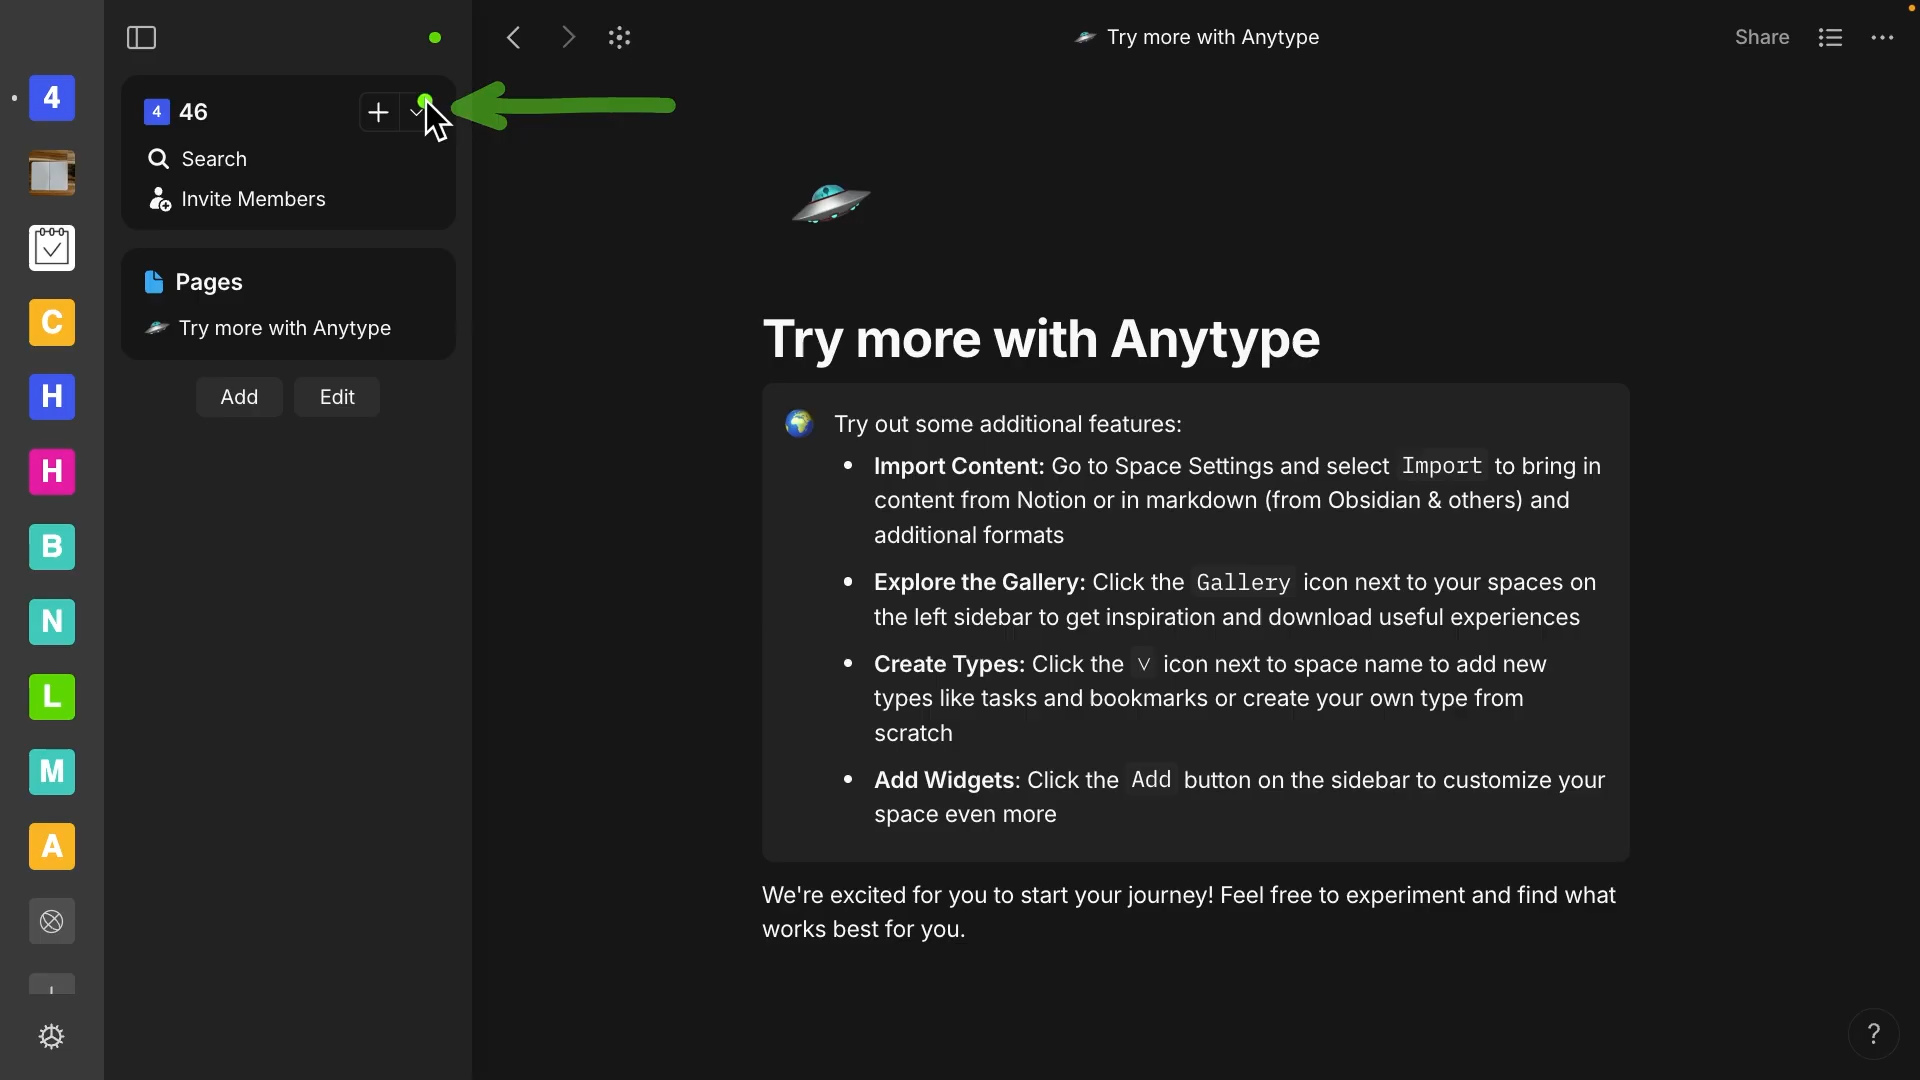 Try more with Anytype
Share
4
4 46
Search
Invite Members
Pages
Try more with Anytype
Add Edit
C
H
H
B
N
L
M
A
Try more with Anytype
Try out some additional features:
• Import Content: Go to Space Settings and select Import to bring in
content from Notion or in markdown (from Obsidian & others) and
additional formats
• Explore the Gallery: Click the Gallery icon next to your spaces on
the left sidebar to get inspiration and download useful experiences
• Create Types: Click the V icon next to space name to add new
types like tasks and bookmarks or create your own type from
scratch
• Add Widgets: Click the Add button on the sidebar to customize your
space even more
We're excited for you to start your journey! Feel free to experiment and find what
works best for you.
?